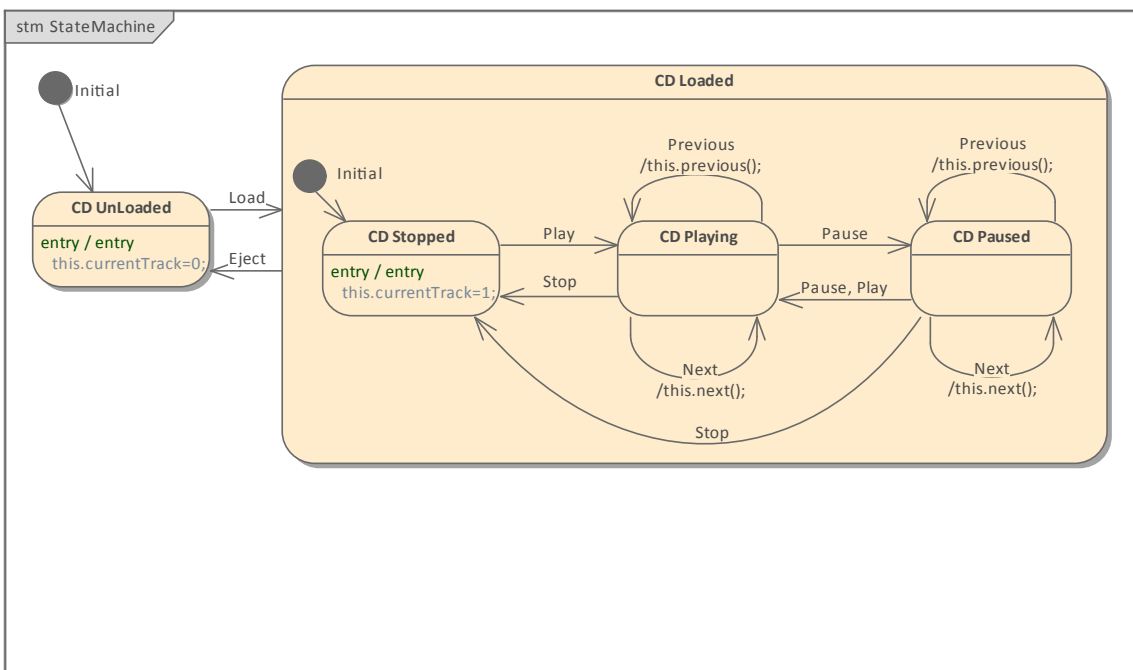 stm StateMachine
Initial
CD UnLoaded
entry / entry
this.currentTrack=0;
Load
Eject
CD Loaded
Initial
CD Stopped
entry / entry
this.currentTrack=1;
Play
Stop
Previous
/this.previous();
CD Playing
Next
/this.next();
Pause
Pause, Play
Previous
/this.previous();
CD Paused
Next
/this.next();
Stop